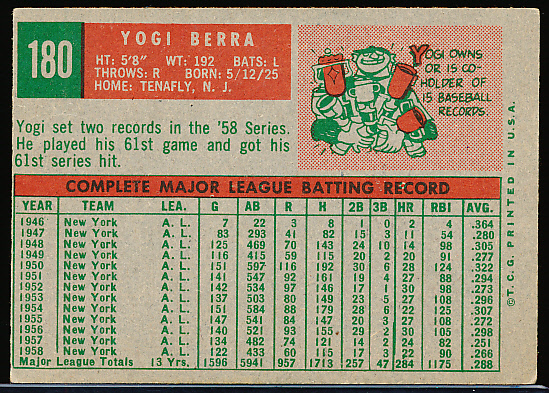 180
YOGI BERRA
HT: 5'8" WT: 192 BATS: L
THROWS: R BORN: 5/12/25
HOME: TENAFLY, N. J.
YOGI OWNS
OR IS CO-
HOLDER OF
15 BASEBALL
RECORDS.
Yogi set two records in the '58 Series.
He played his 61st game and got his
61st series hit.
COMPLETE MAJOR LEAGUE BATTING RECORD
YEAR TEAM LEA. G AB R H 2B 3B HR RBI AVG.
1946 New York A. L. 7 22 3 8 1 0 2 4 .364
1947 New York A. L. 83 293 41 82 15 3 11 54 .280
1948 New York A. L. 125 469 70 143 24 10 14 98 .305
1949 New York A. L. 116 415 59 115 20 2 20 91 .277
1950 New York A. L. 151 597 116 192 30 6 28 124 .322
1951 New York A. L. 141 547 92 161 19 4 27 88 .294
1952 New York A. L. 142 534 97 146 17 1 30 98 .273
1953 New York A. L. 137 503 80 149 23 5 27 108 .296
1954 New York A. L. 151 584 88 179 28 6 22 125 .307
1955 New York A. L. 147 541 84 147 20 3 27 108 .272
1956 New York A. L. 140 521 93 155 29 2 30 105 .298
1957 New York A. L. 134 482 74 121 14 2 24 82 .251
1958 New York A. L. 122 433 60 115 17 3 22 90 .266
Major League Totals 13 Yrs. 1596 5941 957 1713 257 47 284 1175 .288
© T.C.G. PRINTED IN U.S.A.